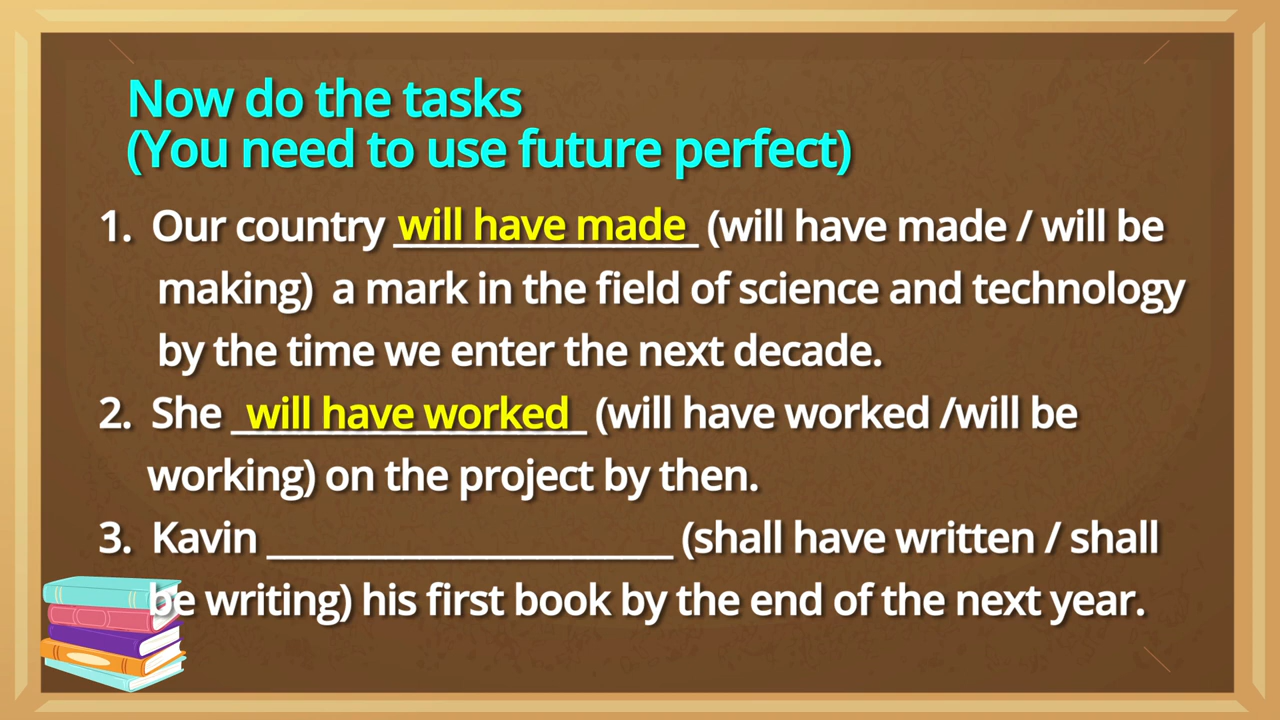 Now do the tasks
(You need to use future perfect)
1. Our country will have made (will have made / will be
making) a mark in the field of science and technology
by the time we enter the next decade.
2. She will have worked (will have worked /will be
working) on the project by then.
3. Kavin ____________________ (shall have written / shall
be writing) his first book by the end of the next year.